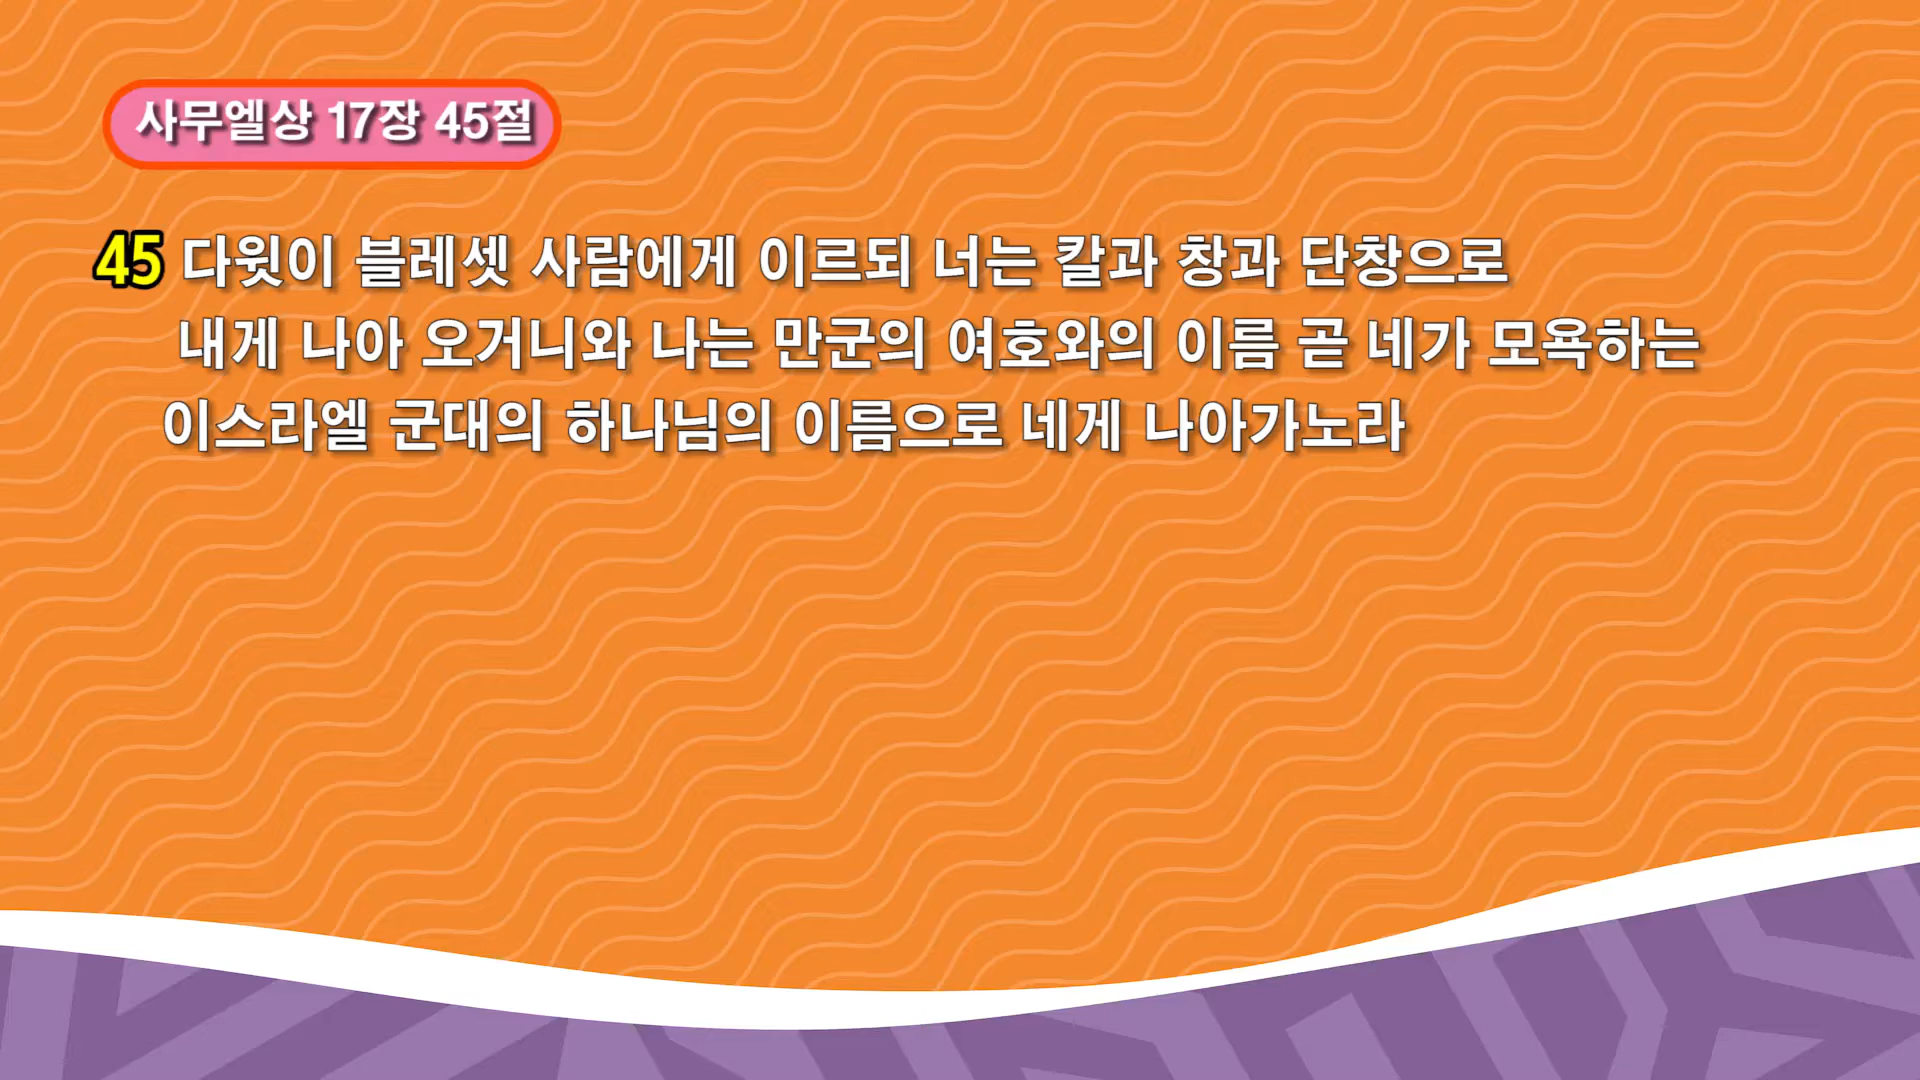 사무엘상 17장 45절
45 다윗이 블레셋 사람에게 이르되 너는 칼과 창과 단창으로
내게 나아 오거니와 나는 만군의 여호와의 이름 곧 네가 모욕하는
이스라엘 군대의 하나님의 이름으로 네게 나아가노라